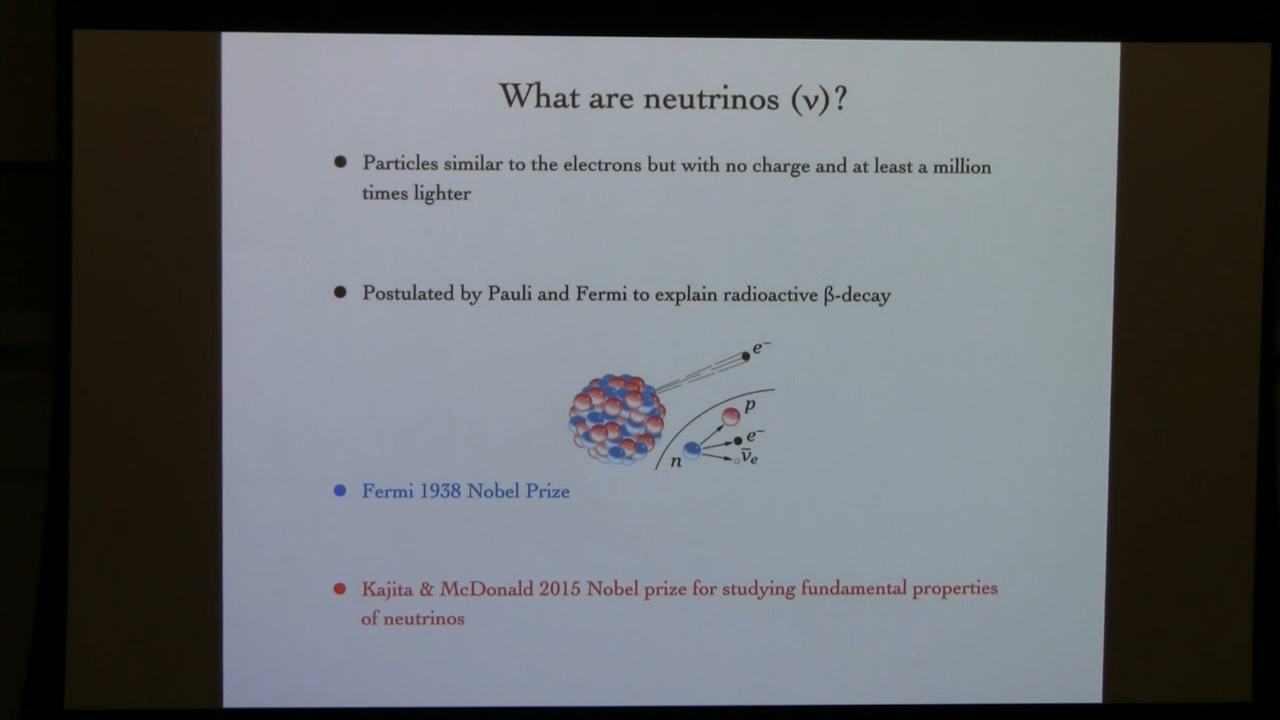 What are neutrinos (ν)?
● Particles similar to the electrons but with no charge and at least a million
times lighter
● Postulated by Pauli and Fermi to explain radioactive β-decay
e⁻
p
e⁻
n
ν̅ₑ
● Fermi 1938 Nobel Prize
● Kajita & McDonald 2015 Nobel prize for studying fundamental properties
of neutrinos